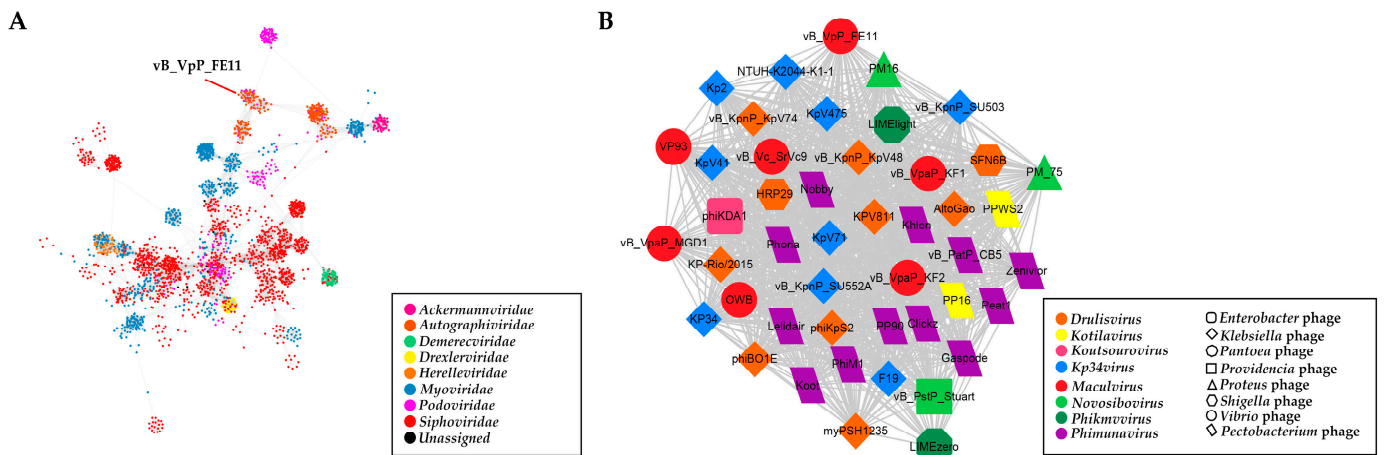 A
B
vB_VpP_FE11
Ackermannviridae
Autographiviridae
Demerecviridae
Drexlerviridae
Herelleviridae
Myoviridae
Podoviridae
Siphoviridae
Unassigned
vB_VpP_FE11
NTUH-K2044-K1-1
PM16
Kp2
vB_KpnP_SU503
vB_KpnP_KpV74
KpV475
LIMElight
VP93
KpV41
vB_Vc_SrVc9
vB_KpnP_KpV48
vB_VpaP_KF1
SFN6B
PM_75
HRP29
Nobby
phiKDA1
KPV811
Khlon
AltoGao
PPWS2
vB_VpaP_MGD1
Phoria
KpV71
vB_PatP_CB5
KP-Rio/2015
Zenivior
vB_KpnP_SU552A
vB_VpaP_KF2
OWB
PP16
Peat1
KP34
Lelidair
phiKpS2
PP90
Clickz
phiBO1E
PhiM1
Gaspode
Koot
F19
vB_PstP_Stuart
myPSH1235
LIMEzero
Drulisvirus
Kotilavirus
Koutsourovirus
Kp34virus
Maculvirus
Novosibovirus
Phikmvvirus
Phimunavirus
Enterobacter phage
Klebsiella phage
Pantoea phage
Providencia phage
Proteus phage
Shigella phage
Vibrio phage
Pectobacterium phage